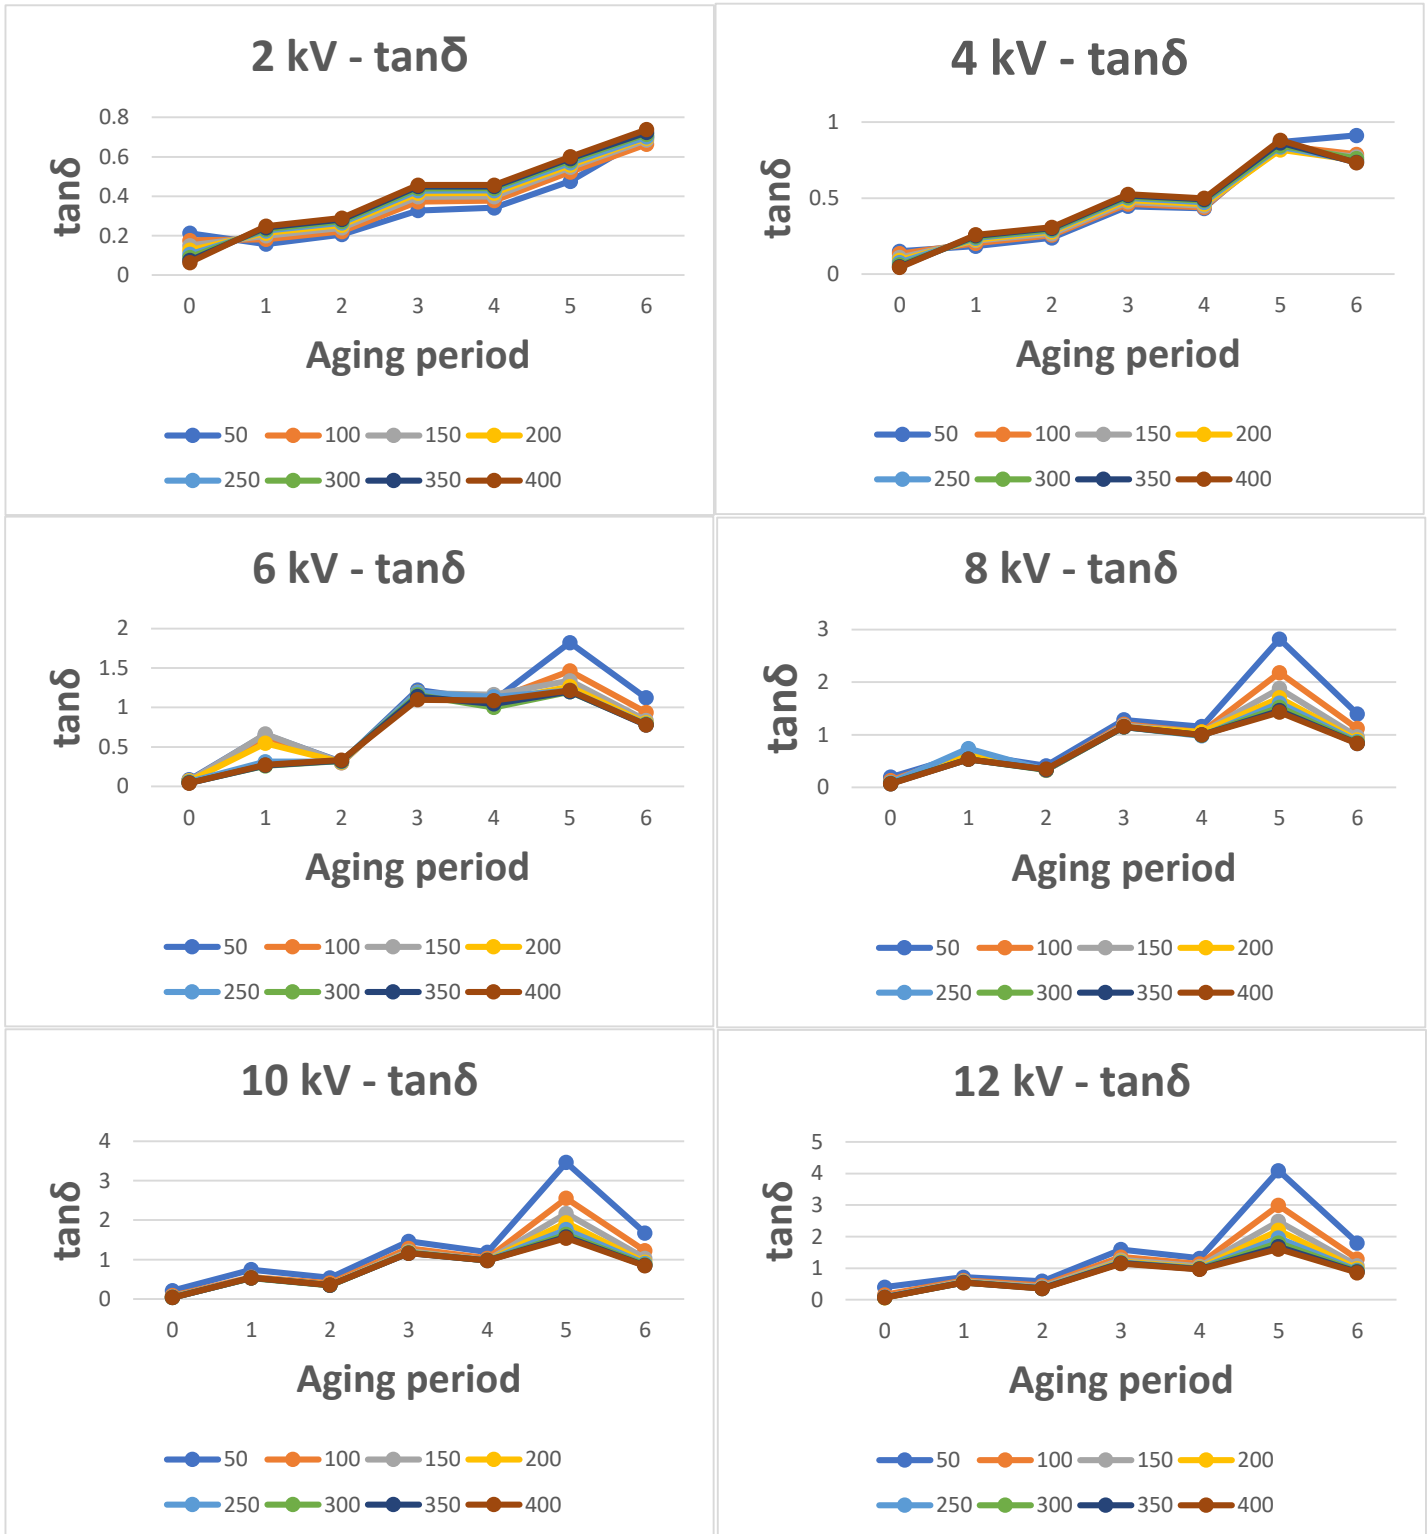 2 kV - tanδ
0.8
0.6
0.4
0.2
0
tanδ
0 1 2 3 4 5 6
Aging period
50 100 150 200
250 300 350 400
4 kV - tanδ
1
0.5
0
tanδ
0 1 2 3 4 5 6
Aging period
50 100 150 200
250 300 350 400
6 kV - tanδ
2
1.5
1
0.5
0
tanδ
0 1 2 3 4 5 6
Aging period
50 100 150 200
250 300 350 400
8 kV - tanδ
3
2
1
0
tanδ
0 1 2 3 4 5 6
Aging period
50 100 150 200
250 300 350 400
10 kV - tanδ
4
3
2
1
0
tanδ
0 1 2 3 4 5 6
Aging period
50 100 150 200
250 300 350 400
12 kV - tanδ
5
4
3
2
1
0
tanδ
0 1 2 3 4 5 6
Aging period
50 100 150 200
250 300 350 400